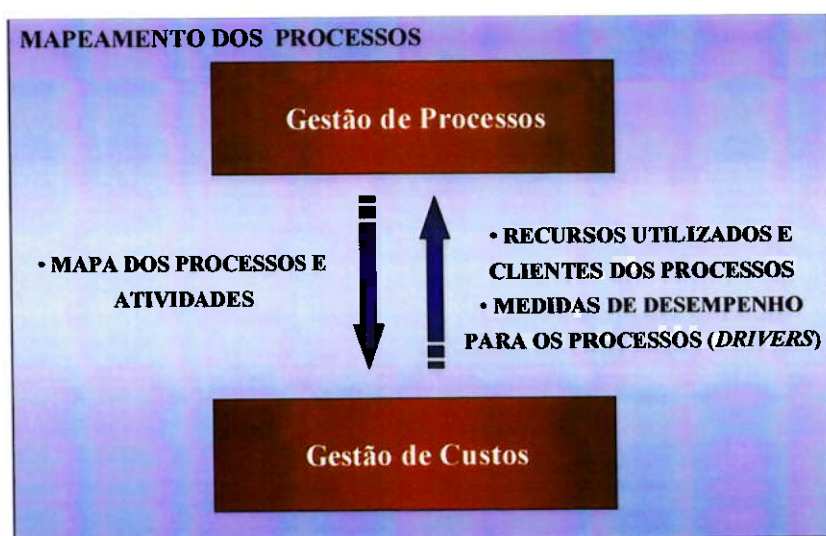 MAPEAMENTO DOS PROCESSOS
Gestão de Processos
• MAPA DOS PROCESSOS E
ATIVIDADES
• RECURSOS UTILIZADOS E
CLIENTES DOS PROCESSOS
• MEDIDAS DE DESEMPENHO
PARA OS PROCESSOS (DRIVERS)
Gestão de Custos